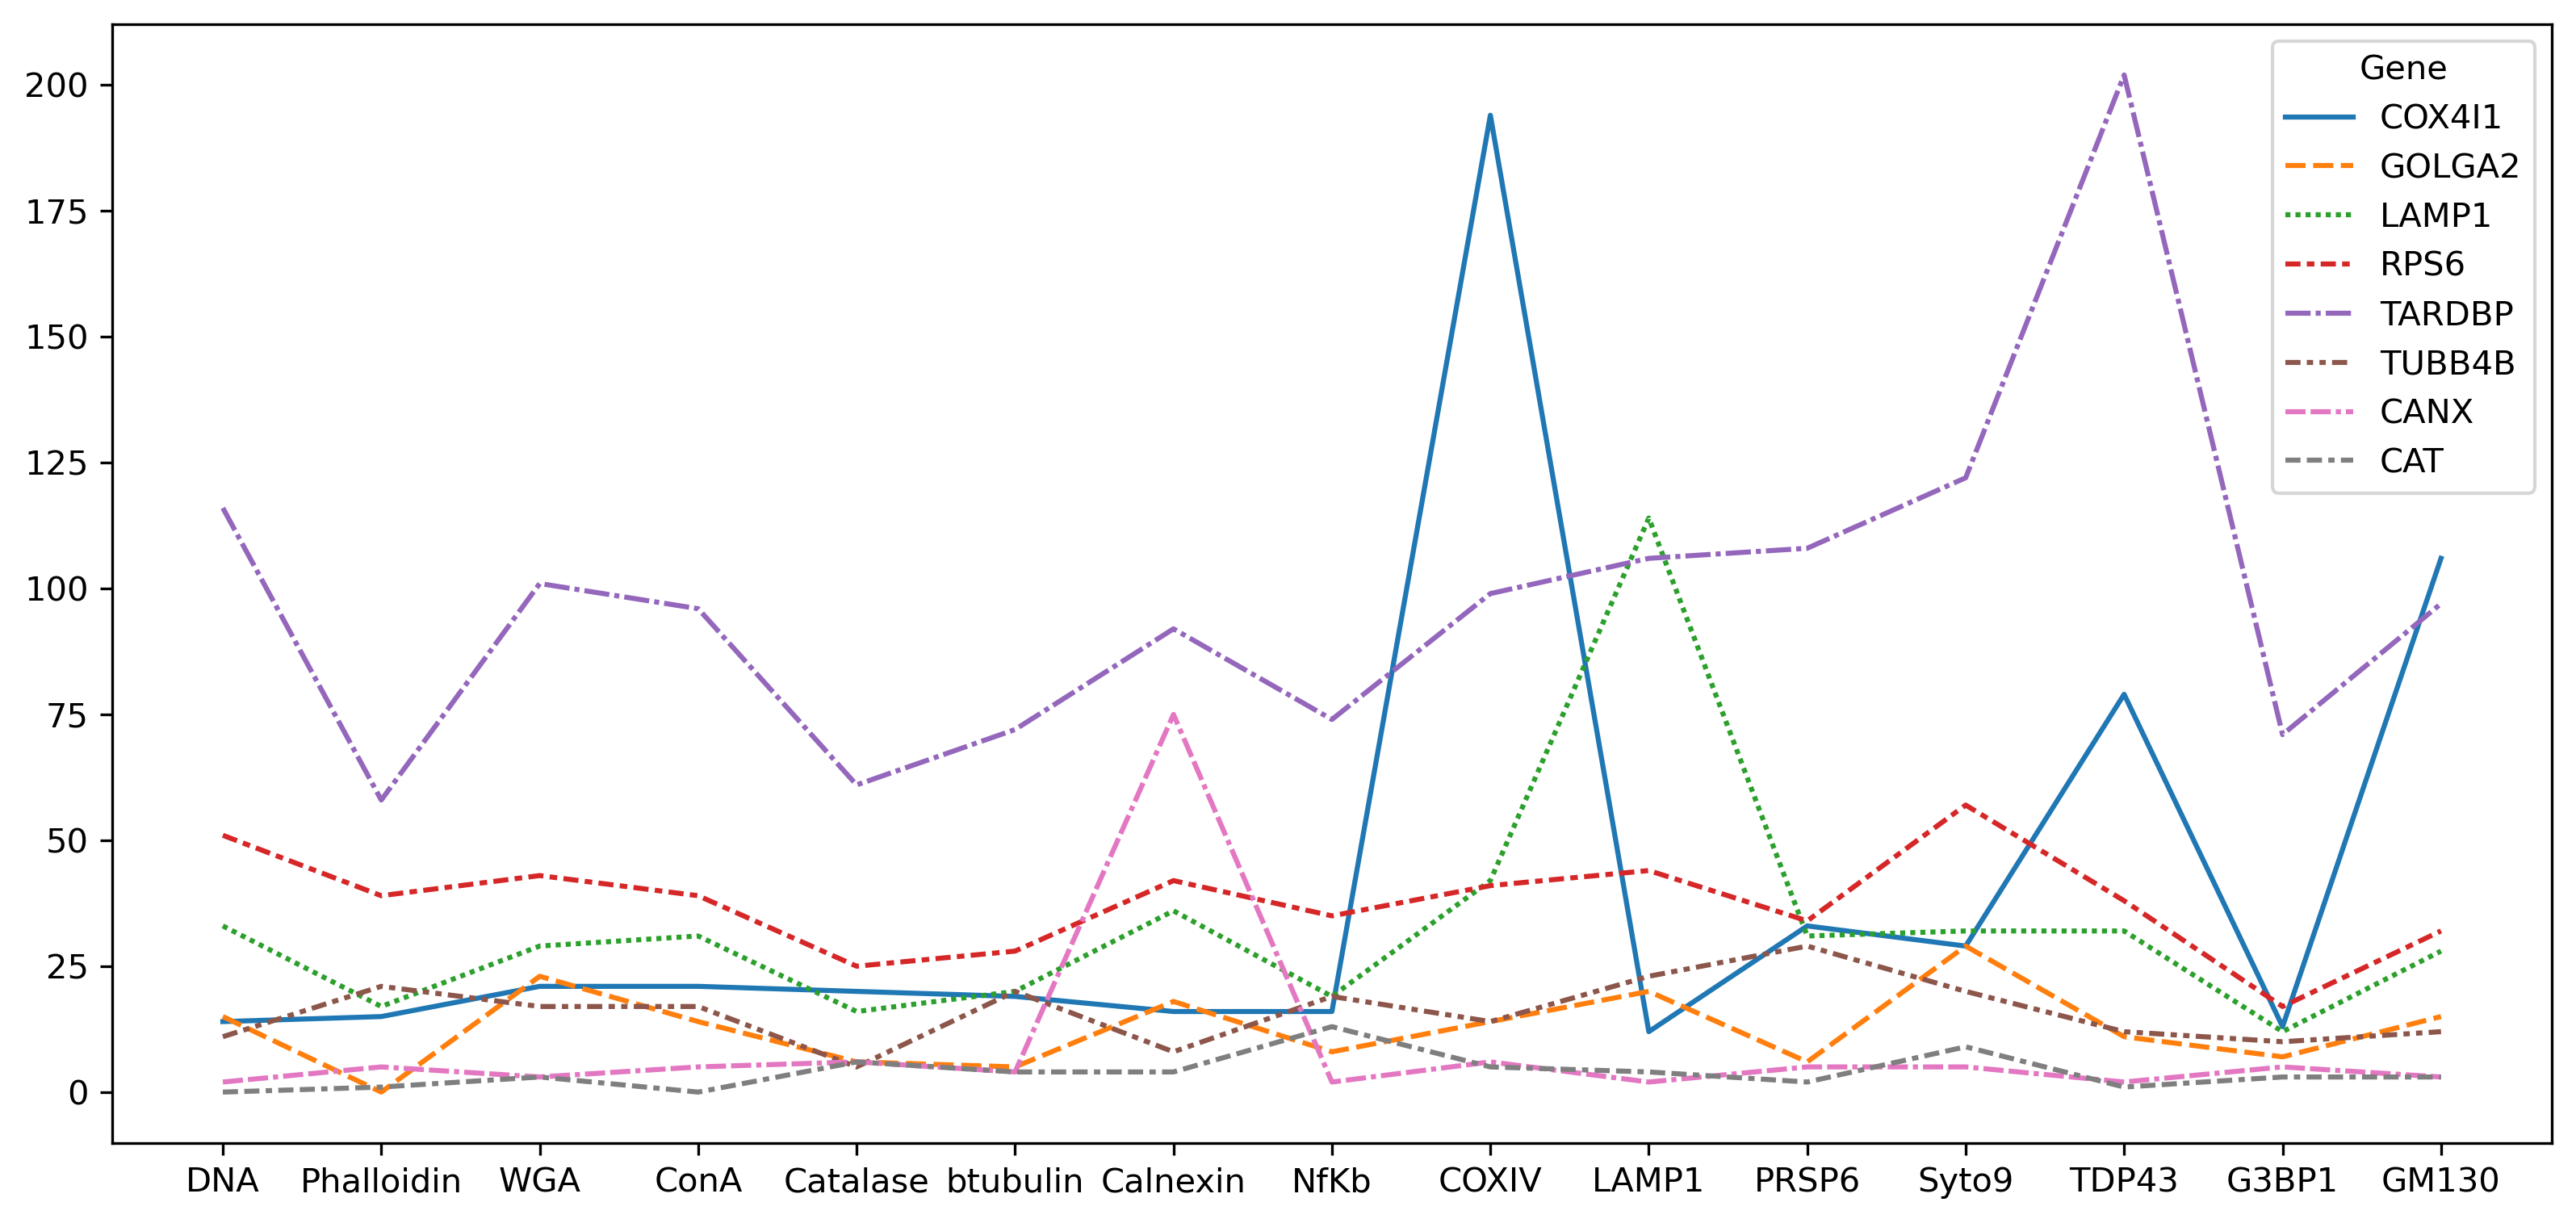 200
175
150
125
100
75
50
25
0
DNA Phalloidin WGA ConA Catalase btubulin Calnexin NfKb COXIV LAMP1 PRSP6 Syto9 TDP43 G3BP1 GM130
Gene
COX4I1
GOLGA2
LAMP1
RPS6
TARDBP
TUBB4B
CANX
CAT